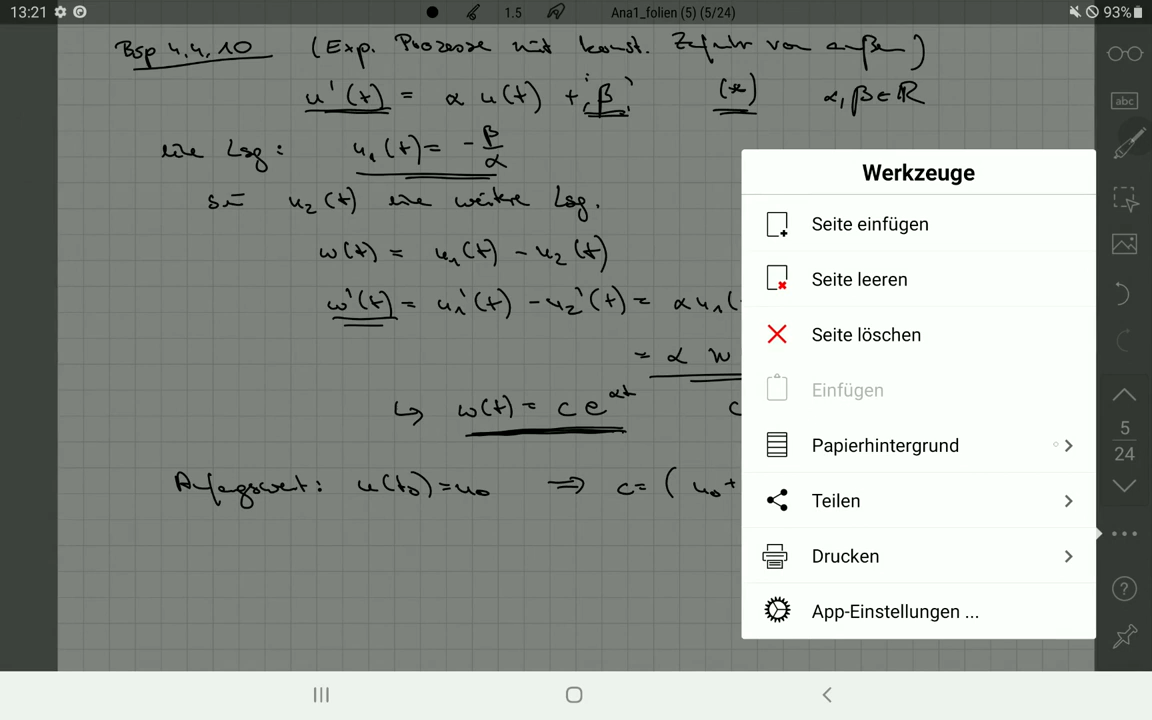 13:21
1.5
Ana1_folien (5) (5/24)
93%
Bsp 4.4.10 (Exp. Prozesse mit konst. Zufuhr von außen)
u'(t) = α u(t) + β (*) α, β ∈ ℝ
eine Lsg: u₁(t) = - β/α
sei u₂(t) eine weitere Lsg.
w(t) = u₁(t) - u₂(t)
w'(t) = u₁'(t) - u₂'(t) = α u₁(
= α w
↳ w(t) = c e^{αt} c
Anfangswert: u(t₀) = u₀ ⟹ c = ( u₀ +
Werkzeuge
Seite einfügen
Seite leeren
Seite löschen
Einfügen
Papierhintergrund
Teilen
Drucken
App-Einstellungen ...
abc
5
24
?